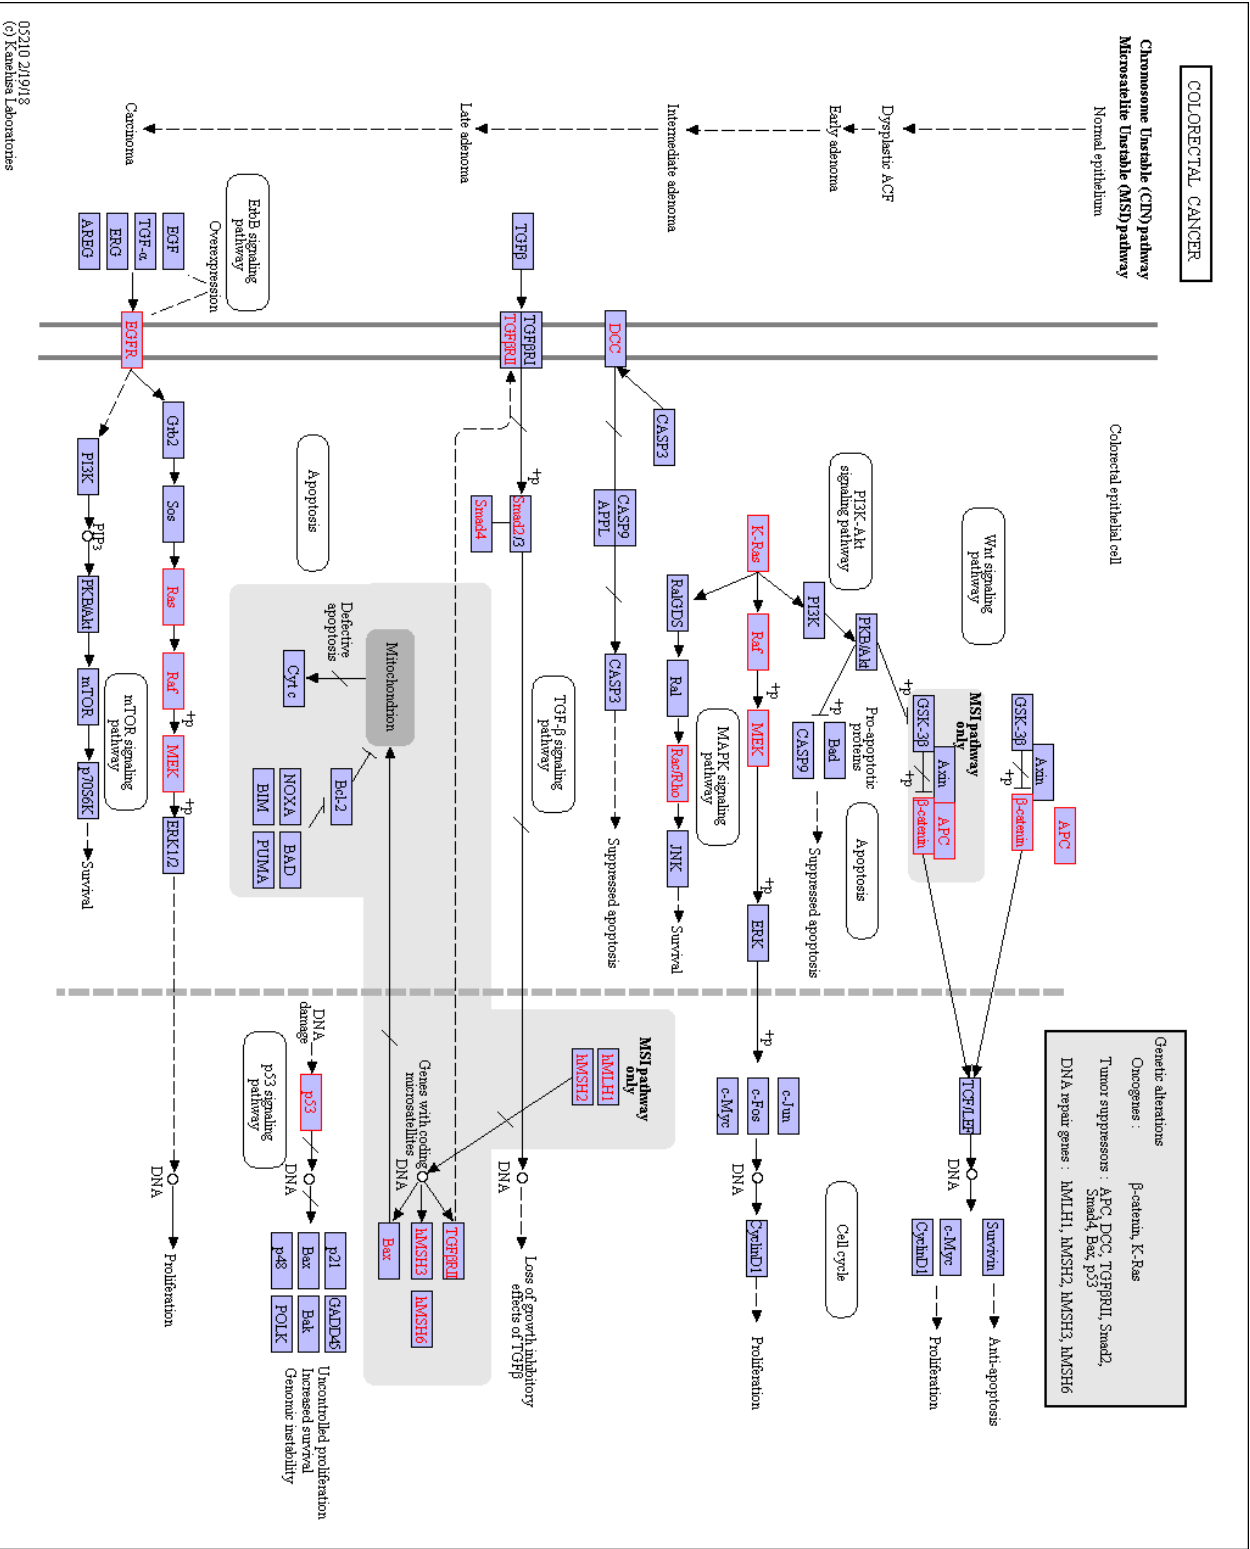 COLORECTAL CANCER
Chromosome Unstable (CIN) pathway
Microsatelite Unstable (MSI) pathway
Normal epithelium
Dysplastic ACF
Early adenoma
Intermediate adenoma
Late adenoma
Carcinoma
Colorectal epithelial cell
Genetic alterations
Oncogenes : β-catenin, K-Ras
Tumor suppressors : APC, DCC, TGFβRII, Smad2,
Smad4, Bax, p53
DNA repair genes : hMLH1, hMSH2, hMSH3, hMSH6
Wnt signaling
pathway
APC
Axin
GSK-3β
+p
β-catenin
MSI pathway
only
Axin
APC
GSK-3β
+p
+p
β-catenin
TCF/LEF
DNA
Survivin
Anti-apoptosis
c-Myc
CyclinD1
Proliferation
PI3K-Akt
signaling pathway
PKB/Akt
PI3K
Pro-apoptotic
proteins
+p
Bad
CASP9
Suppressed apoptosis
Apoptosis
Cell cycle
K-Ras
Raf
+p
MEK
+p
ERK
+p
c-Jun
c-Fos
c-Myc
DNA
CyclinD1
Proliferation
MAPK signaling
pathway
RalGDS
Ral
Rac/Rho
JNK
Survival
CASP3
DCC
CASP9
APPL
CASP3
Suppressed apoptosis
MSI pathway
only
hMLH1
hMSH2
TGF-β signaling
pathway
TGFβ
TGFβRI
TGFβRII
+p
Smad2/3
Smad4
DNA
Loss of growth inhibitory
effects of TGFβ
Genes with coding
microsatellites
DNA
TGFβRII
hMSH3
hMSH6
Bax
Apoptosis
Mitochondrion
Defective
apoptosis
Cyt c
Bcl-2
NOXA
BAD
BIM
PUMA
DNA
damage
p53
DNA
p53 signaling
pathway
p21
GADD45
Bax
Bak
p48
POLK
Uncontrolled proliferation
Increased survival
Genomic instability
ErbB signaling
pathway
Overexpression
EGF
TGF-α
ERG
AREG
EGFR
Grb2
Sos
Ras
Raf
+p
MEK
+p
ERK1/2
DNA
Proliferation
mTOR signaling
pathway
PI3K
PIP3
PKB/Akt
mTOR
p70S6K
Survival
05210 2/19/18
(c) Kanehisa Laboratories